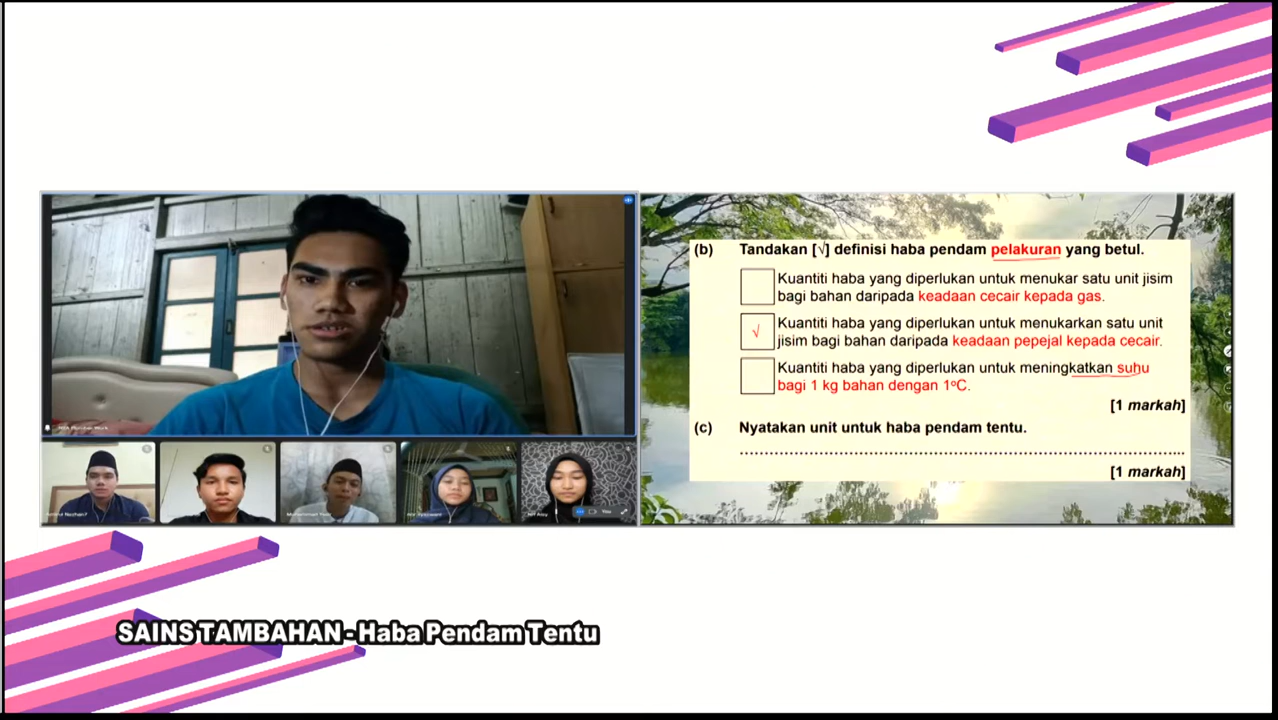 (b) Tandakan [√] definisi haba pendam pelakuran yang betul.
Kuantiti haba yang diperlukan untuk menukar satu unit jisim
bagi bahan daripada keadaan cecair kepada gas.
√ Kuantiti haba yang diperlukan untuk menukarkan satu unit
jisim bagi bahan daripada keadaan pepejal kepada cecair.
Kuantiti haba yang diperlukan untuk meningkatkan suhu
bagi 1 kg bahan dengan 1°C.
[1 markah]
(c) Nyatakan unit untuk haba pendam tentu.
........................................................................................
[1 markah]
You
SAINS TAMBAHAN - Haba Pendam Tentu